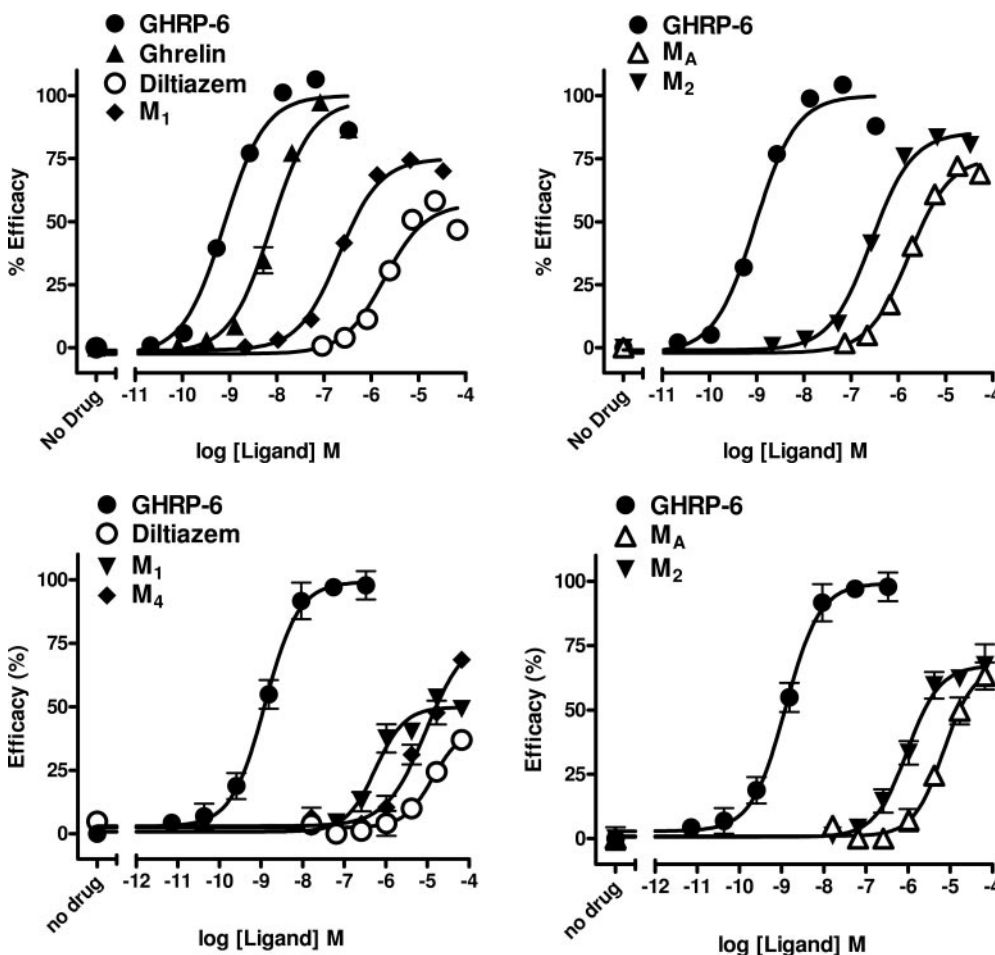 GHRP-6
Ghrelin
Diltiazem
M1
% Efficacy
100
75
50
25
0
No Drug
-11 -10 -9 -8 -7 -6 -5 -4
log [Ligand] M
GHRP-6
MA
M2
% Efficacy
100
75
50
25
0
No Drug
-11 -10 -9 -8 -7 -6 -5 -4
log [Ligand] M
GHRP-6
Diltiazem
M1
M4
Efficacy (%)
100
75
50
25
0
no drug
-12 -11 -10 -9 -8 -7 -6 -5 -4
log [Ligand] M
GHRP-6
MA
M2
Efficacy (%)
100
75
50
25
0
no drug
-12 -11 -10 -9 -8 -7 -6 -5 -4
log [Ligand] M